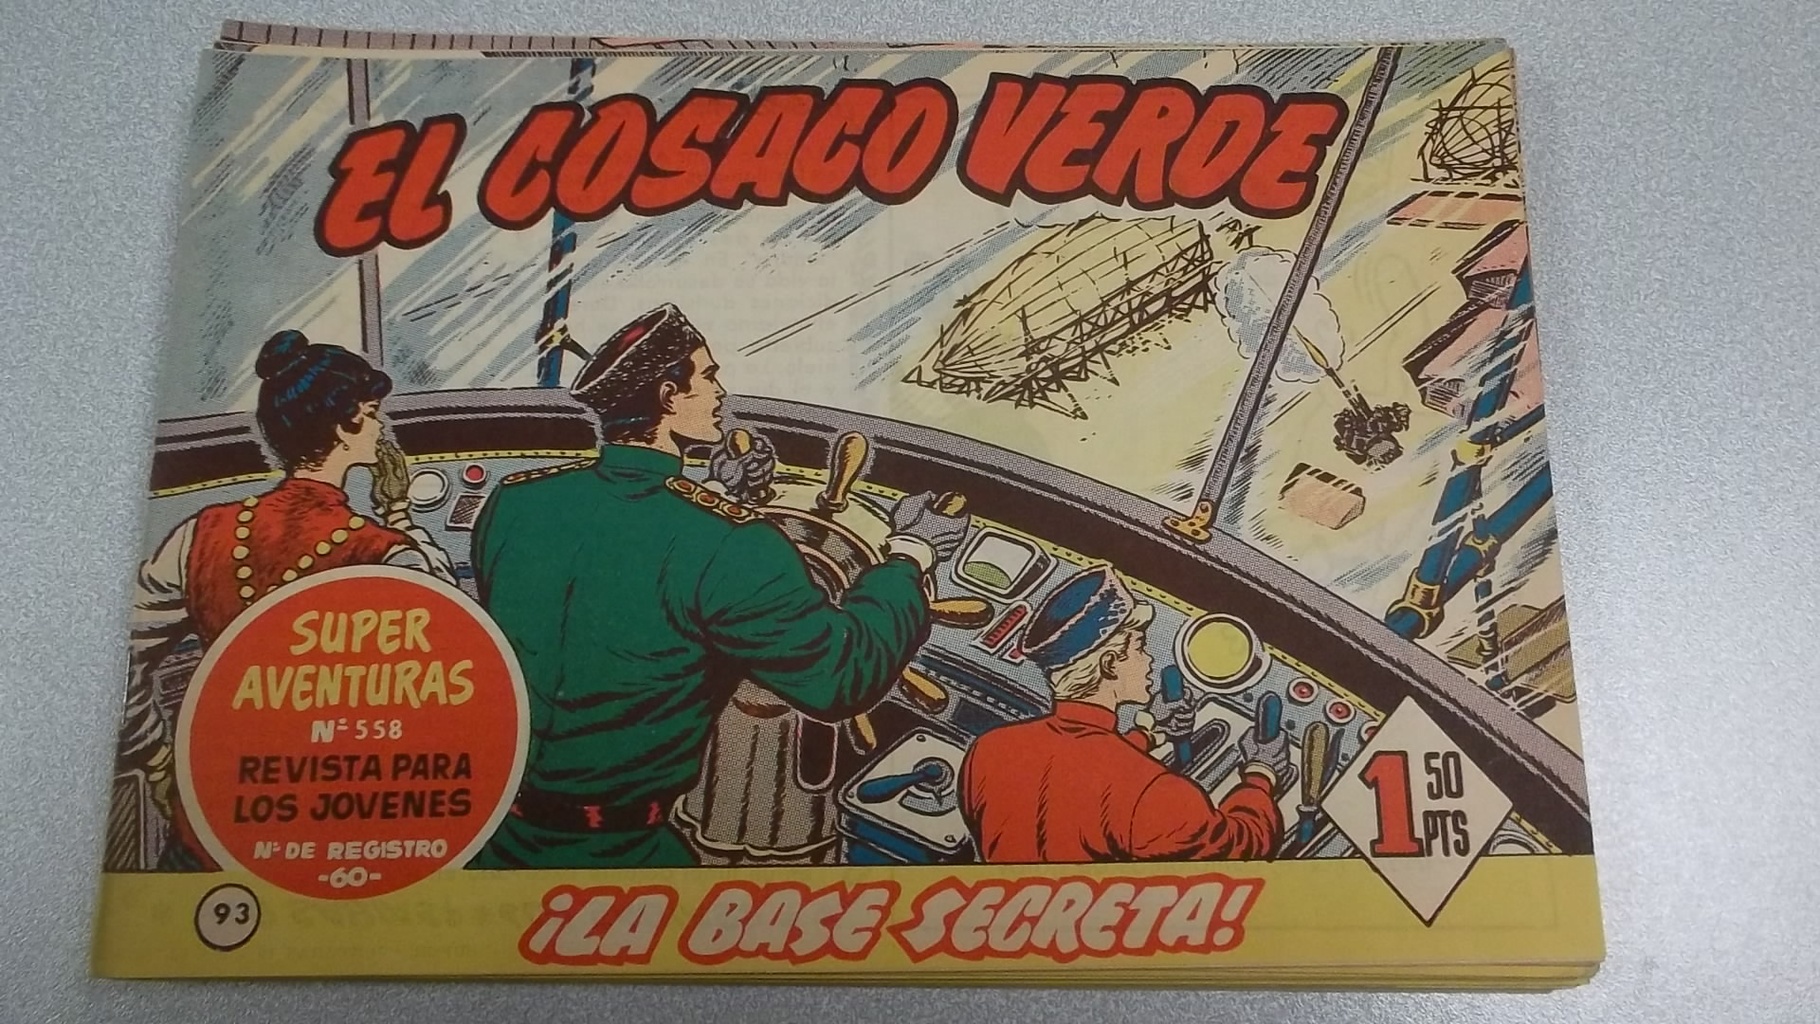 EL COSACO VERDE
SUPER
AVENTURAS
Nº 558
REVISTA PARA
LOS JOVENES
Nº DE REGISTRO
-60-
1 50
PTS
93
¡LA BASE SECRETA!